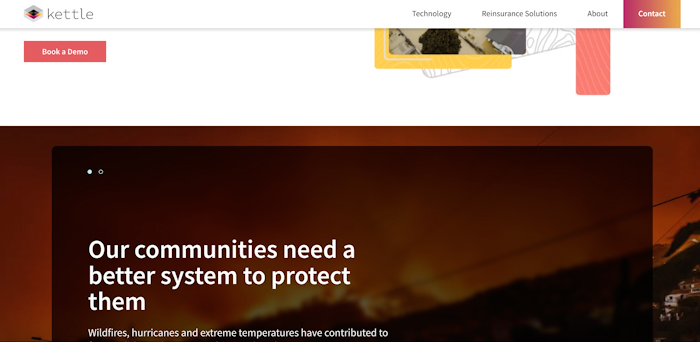 kettle
Technology
Reinsurance Solutions
About
Contact
Book a Demo
Our communities need a
better system to protect
them
Wildfires, hurricanes and extreme temperatures have contributed to